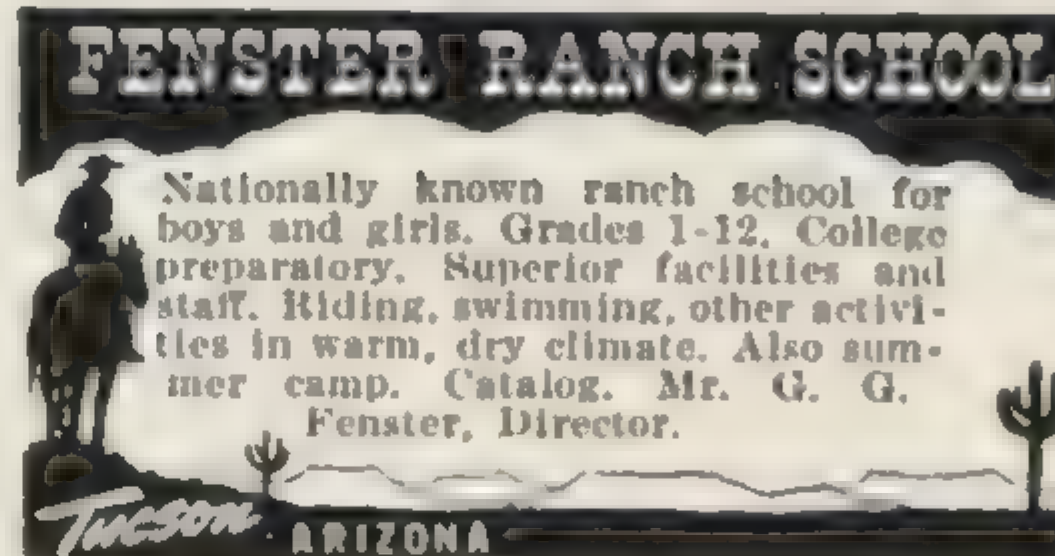 FENSTER RANCH SCHOOL
Nationally known ranch school for
boys and girls. Grades 1-12. College
preparatory. Superior facilities and
staff. Riding, swimming, other activi-
ties in warm, dry climate. Also sum-
mer camp. Catalog. Mr. G. G.
Fenster, Director.
Tucson ARIZONA